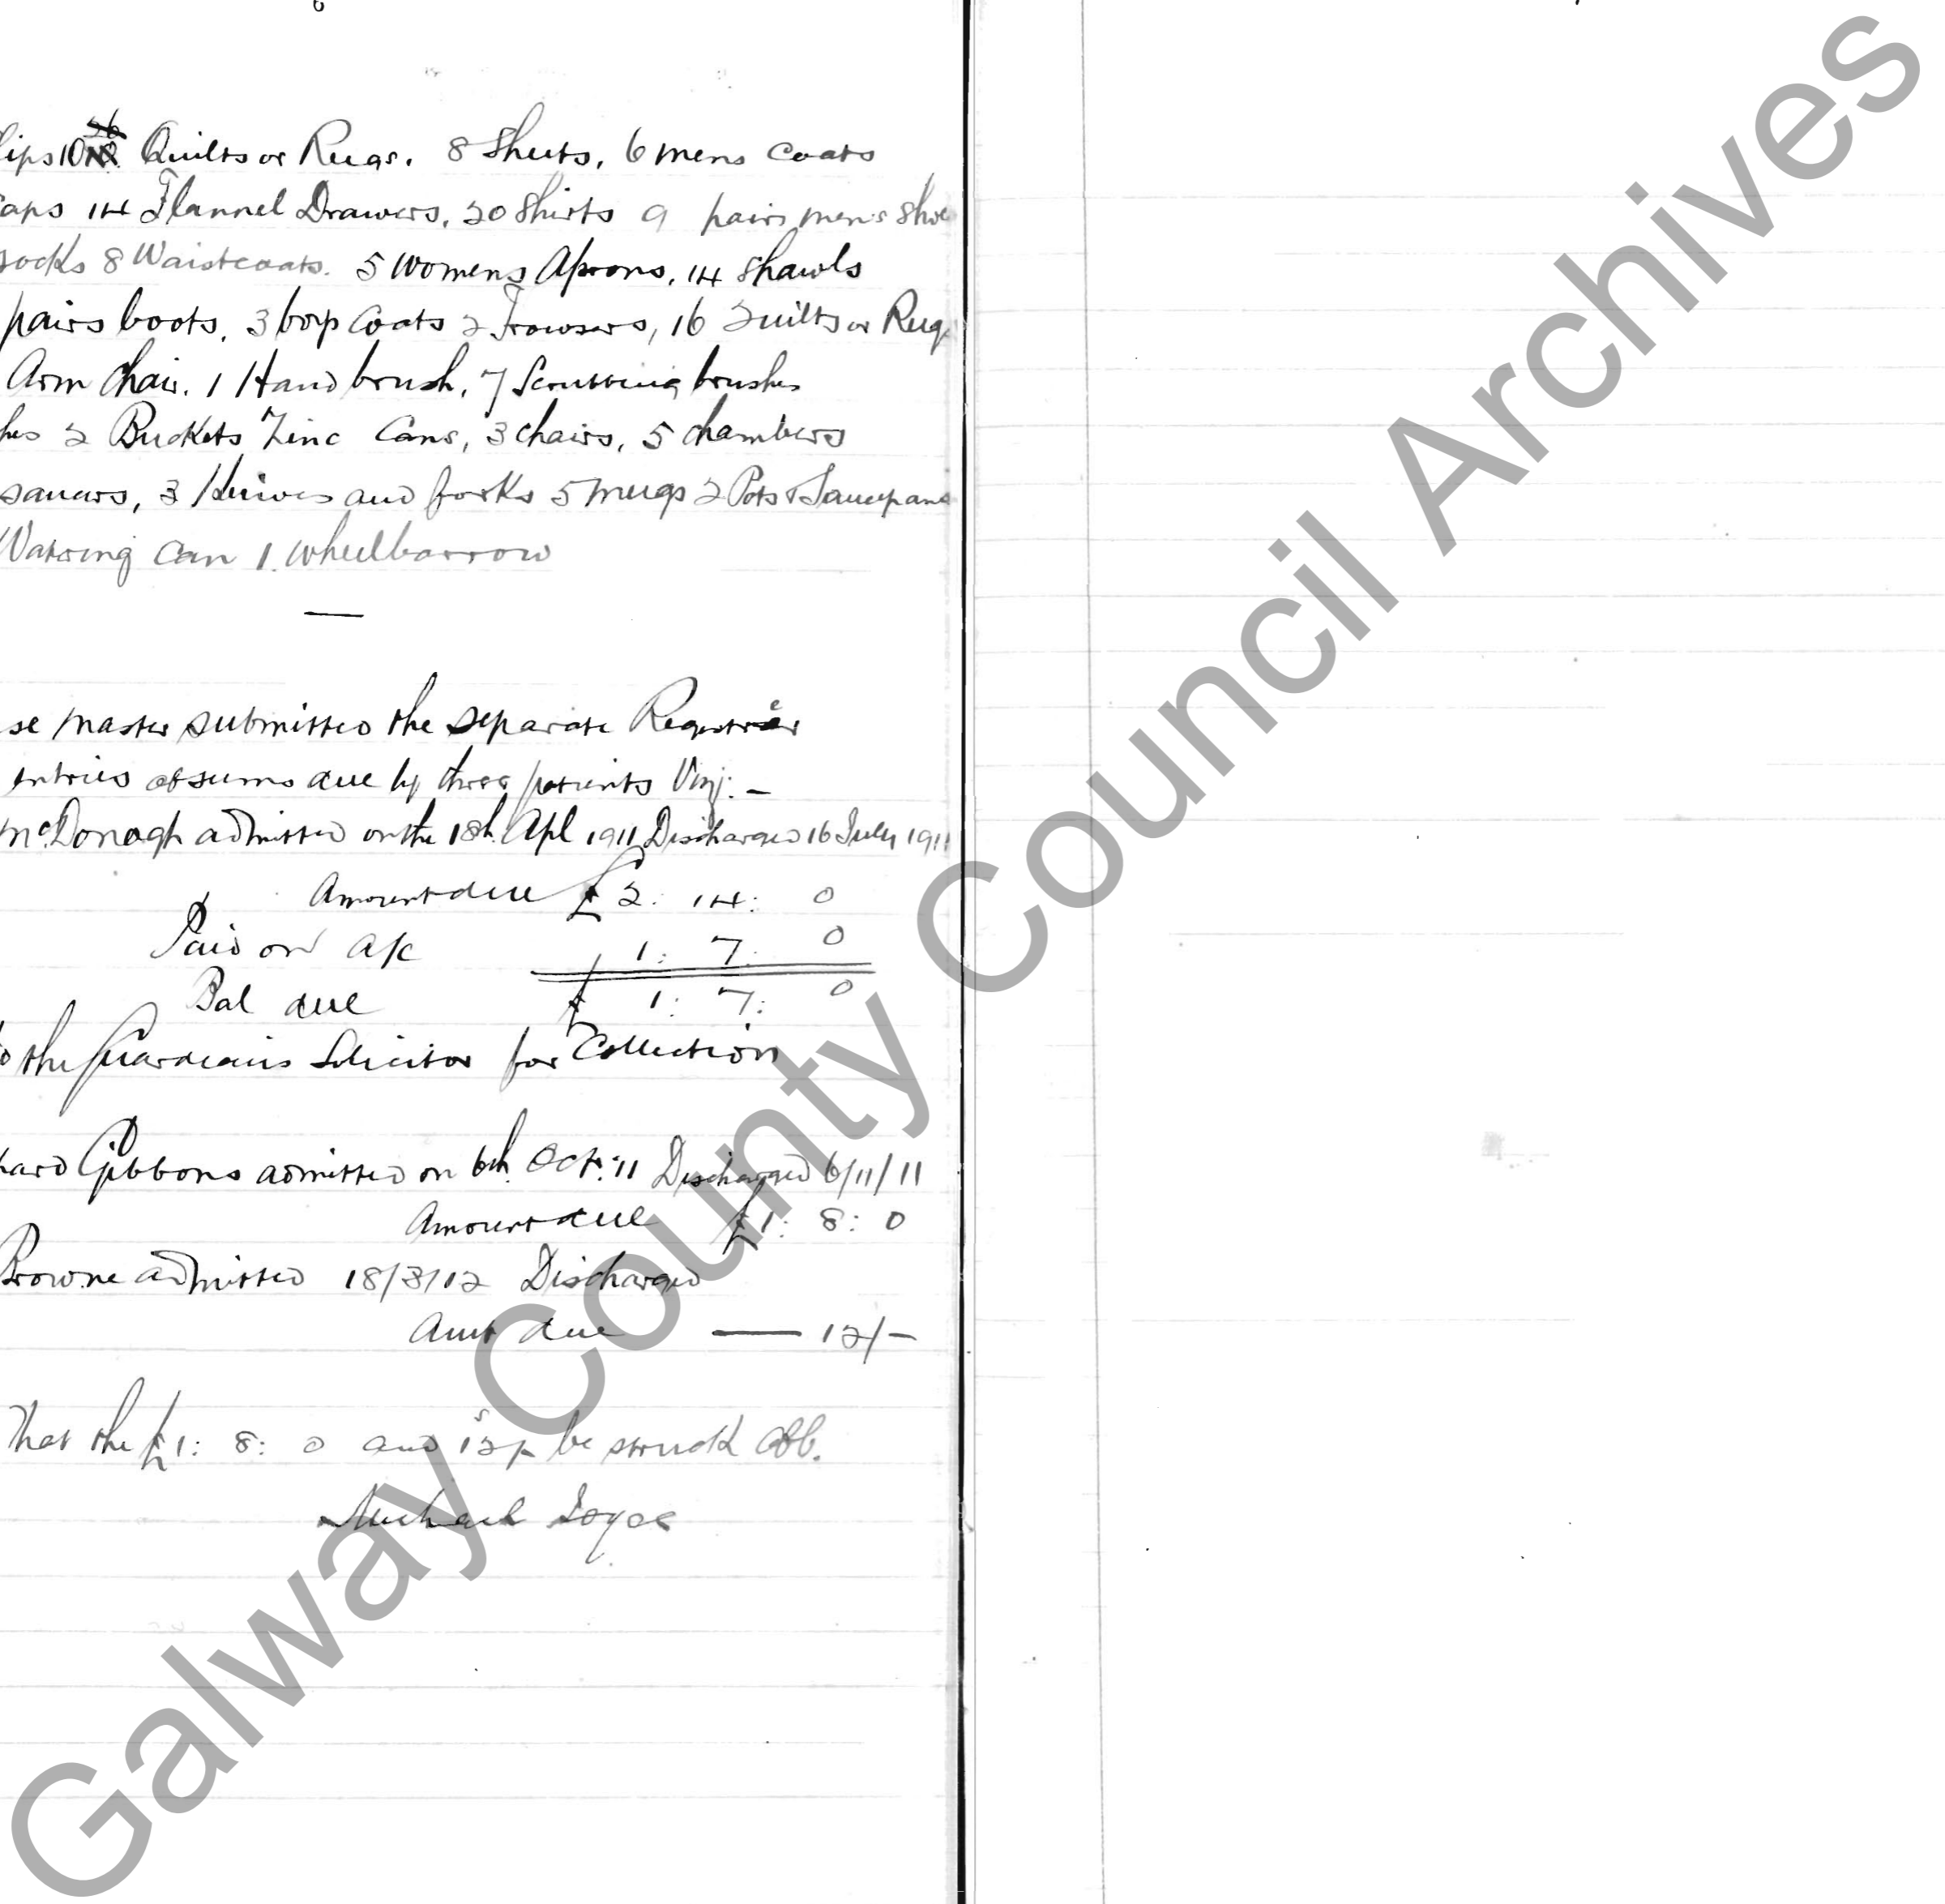 lips 10 Quilts or Rugs. 8 Sheets, 6 mens Coats
aps 14 Flannel Drawers, 20 Shirts 9 pairs men's Shoe
socks 8 Waistcoats. 5 Womens Aprons, 14 Shawls
pairs boots, 3 boys Coats 2 Trowsers, 16 Quilts or Rug
Arm Chair. 1 Hand brush, 7 Scrubbing brushes
hes 2 Buckets Zinc Cans, 3 chairs, 5 chambers
saucers, 3 Knives and forks 5 mugs 2 Pots & Saucepans
Watering Can 1. wheelbarrow
se Master submitted the separate Register
entries of sums due by three patients Viz: -
McDonagh admitted on the 18th. Apl 1911 Discharged 16 July 1911
Amount due £2: 14: 0
Paid on a/c 1: 7: 0
Bal due £ 1: 7: 0
o the Guardians Solicitor for Collection
hard Gibbons admitted on 6th. Oct: 11 Discharged 6/11/11
Amount due £1: 8: 0
Browne admitted 18/3/12 Discharged
Amt due — 12/-
That the £1: 8: 0 and 12s/- be struck off.
Michael Joyce
Galway County Council Archives